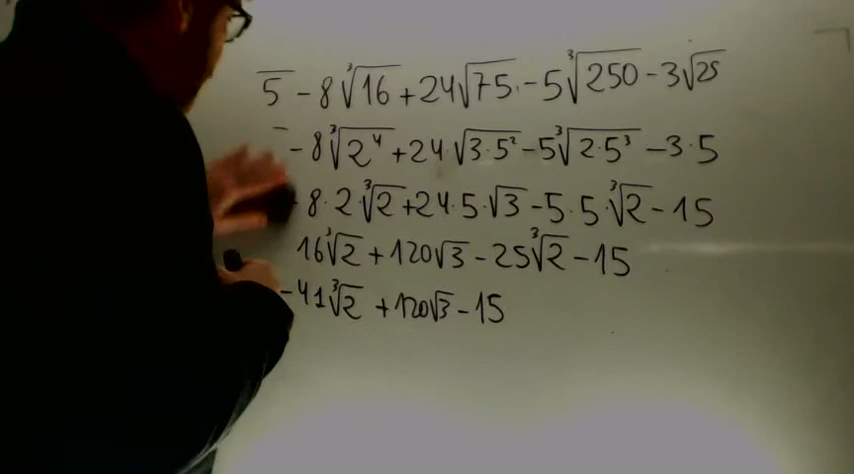 5 - 8∛16 + 24√75 - 5∛250 - 3√25
- 8∛2⁴ + 24·√3·5² - 5∛2·5³ - 3·5
- 8·2∛2 + 24·5·√3 - 5·5·∛2 - 15
16∛2 + 120√3 - 25∛2 - 15
- 41∛2 + 120√3 - 15